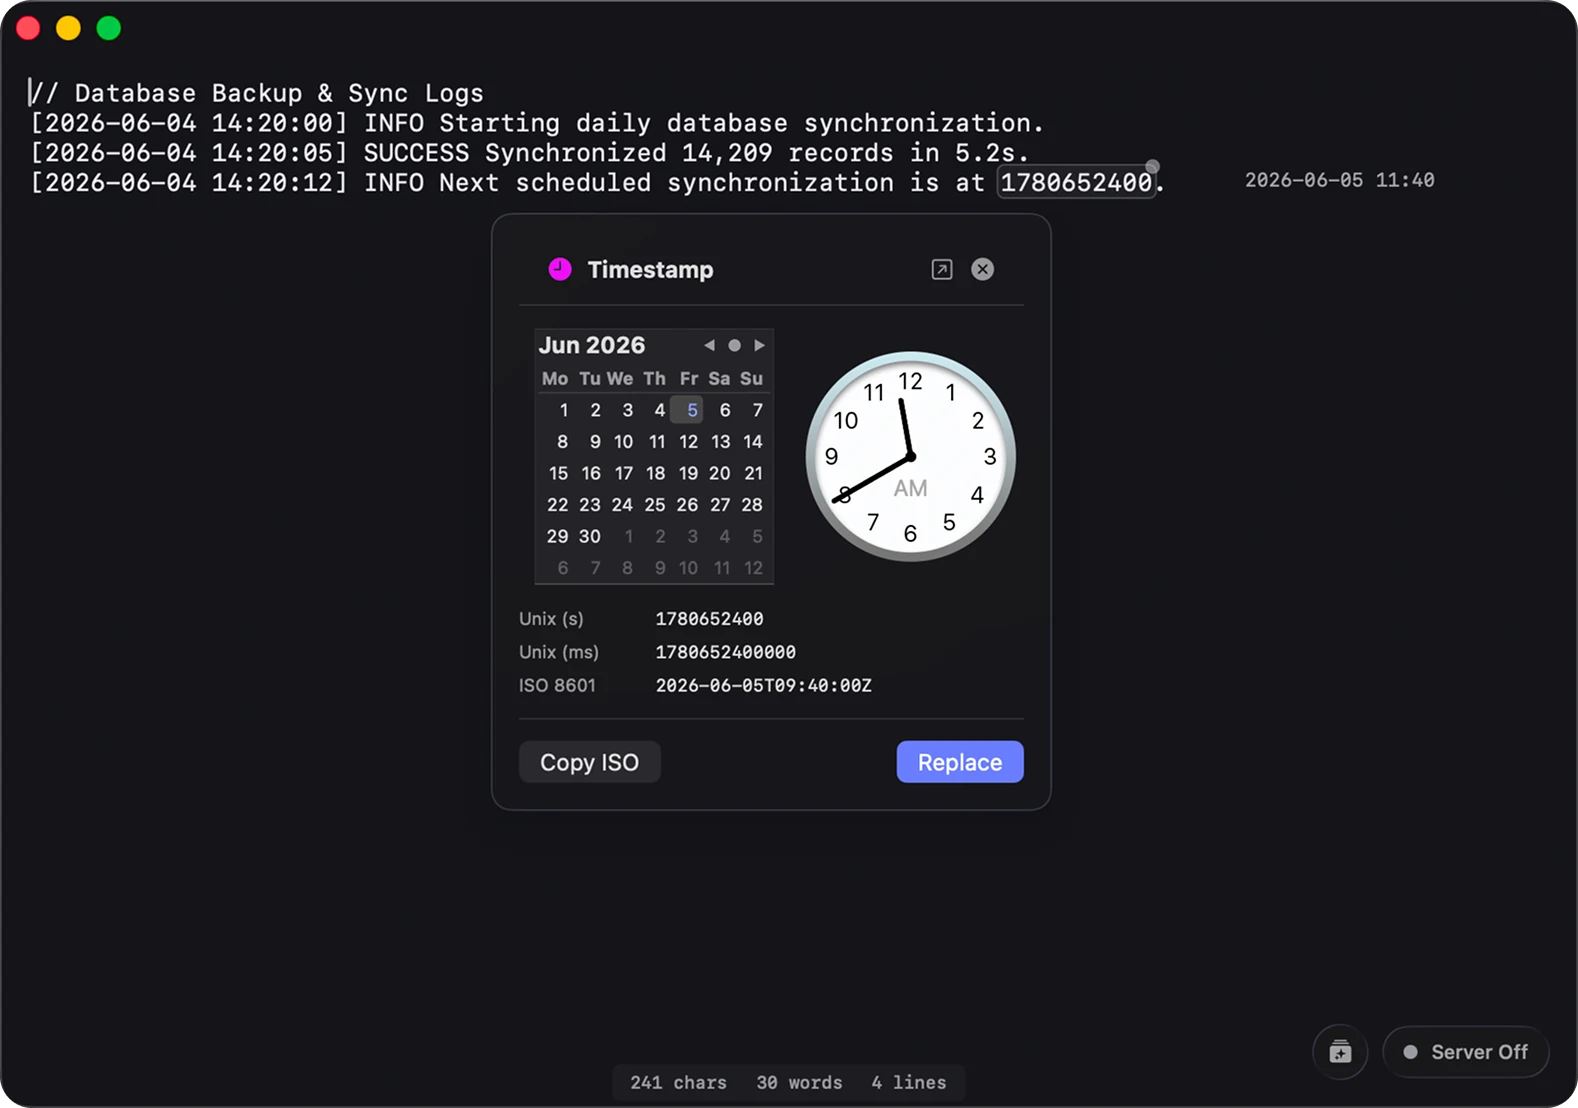 // Database Backup & Sync Logs
[2026-06-04 14:20:00] INFO Starting daily database synchronization.
[2026-06-04 14:20:05] SUCCESS Synchronized 14,209 records in 5.2s.
[2026-06-04 14:20:12] INFO Next scheduled synchronization is at 1780652400. 2026-06-05 11:40
Timestamp
Jun 2026
Mo Tu We Th Fr Sa Su
1 2 3 4 5 6 7
8 9 10 11 12 13 14
15 16 17 18 19 20 21
22 23 24 25 26 27 28
29 30 1 2 3 4 5
6 7 8 9 10 11 12
12
11 1
10 2
9 3
AM
8 4
7 5
6
Unix (s) 1780652400
Unix (ms) 1780652400000
ISO 8601 2026-06-05T09:40:00Z
Copy ISO Replace
Server Off
241 chars 30 words 4 lines